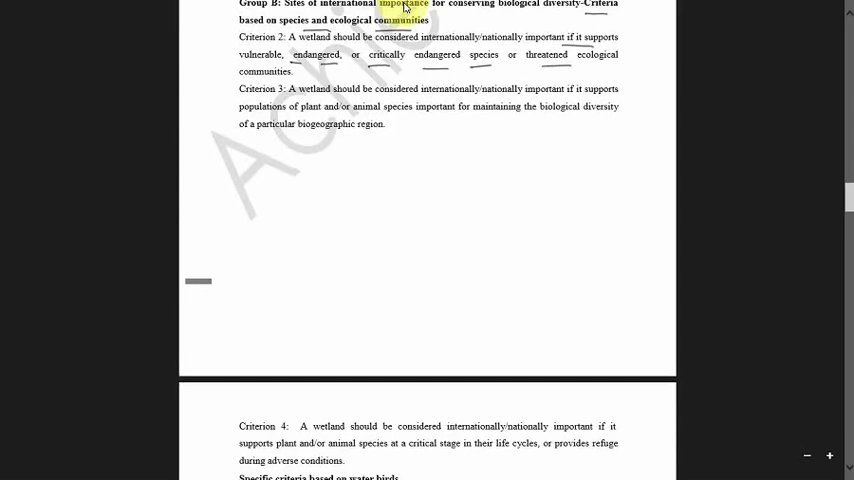 Group B: Sites of international importance for conserving biological diversity-Criteria
based on species and ecological communities
Criterion 2: A wetland should be considered internationally/nationally important if it supports
vulnerable, endangered, or critically endangered species or threatened ecological
communities.
Criterion 3: A wetland should be considered internationally/nationally important if it supports
populations of plant and/or animal species important for maintaining the biological diversity
of a particular biogeographic region.
Criterion 4: A wetland should be considered internationally/nationally important if it
supports plant and/or animal species at a critical stage in their life cycles, or provides refuge
during adverse conditions.
Specific criteria based on water birds